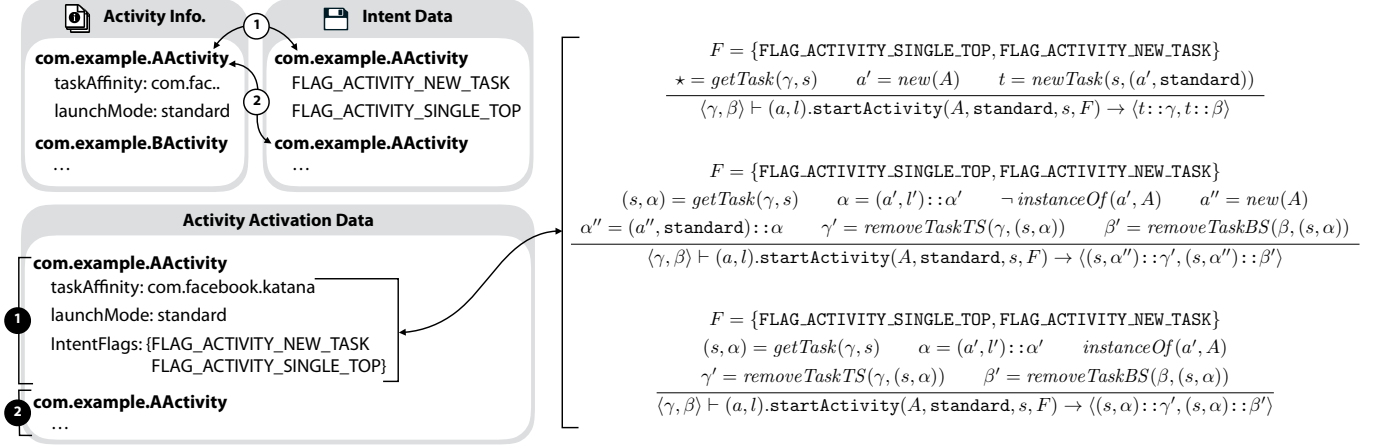 Activity Info.
com.example.AActivity
taskAffinity: com.fac..
launchMode: standard
com.example.BActivity
...
1
2
Intent Data
com.example.AActivity
FLAG_ACTIVITY_NEW_TASK
FLAG_ACTIVITY_SINGLE_TOP
com.example.AActivity
...
Activity Activation Data
1
com.example.AActivity
taskAffinity: com.facebook.katana
launchMode: standard
IntentFlags: {FLAG_ACTIVITY_NEW_TASK
FLAG_ACTIVITY_SINGLE_TOP}
2
com.example.AActivity
...
F = {FLAG_ACTIVITY_SINGLE_TOP, FLAG_ACTIVITY_NEW_TASK}
⋆ = getTask(γ, s) a′ = new(A) t = newTask(s, (a′, standard))
⟨γ, β⟩ ⊢ (a, l).startActivity(A, standard, s, F) → ⟨t::γ, t::β⟩
F = {FLAG_ACTIVITY_SINGLE_TOP, FLAG_ACTIVITY_NEW_TASK}
(s, α) = getTask(γ, s) α = (a′, l′)::α′ ¬ instanceOf(a′, A) a′′ = new(A)
α′′ = (a′′, standard)::α γ′ = removeTaskTS(γ, (s, α)) β′ = removeTaskBS(β, (s, α))
⟨γ, β⟩ ⊢ (a, l).startActivity(A, standard, s, F) → ⟨(s, α′′)::γ′, (s, α′′)::β′⟩
F = {FLAG_ACTIVITY_SINGLE_TOP, FLAG_ACTIVITY_NEW_TASK}
(s, α) = getTask(γ, s) α = (a′, l′)::α′ instanceOf(a′, A)
γ′ = removeTaskTS(γ, (s, α)) β′ = removeTaskBS(β, (s, α))
⟨γ, β⟩ ⊢ (a, l).startActivity(A, standard, s, F) → ⟨(s, α)::γ′, (s, α)::β′⟩